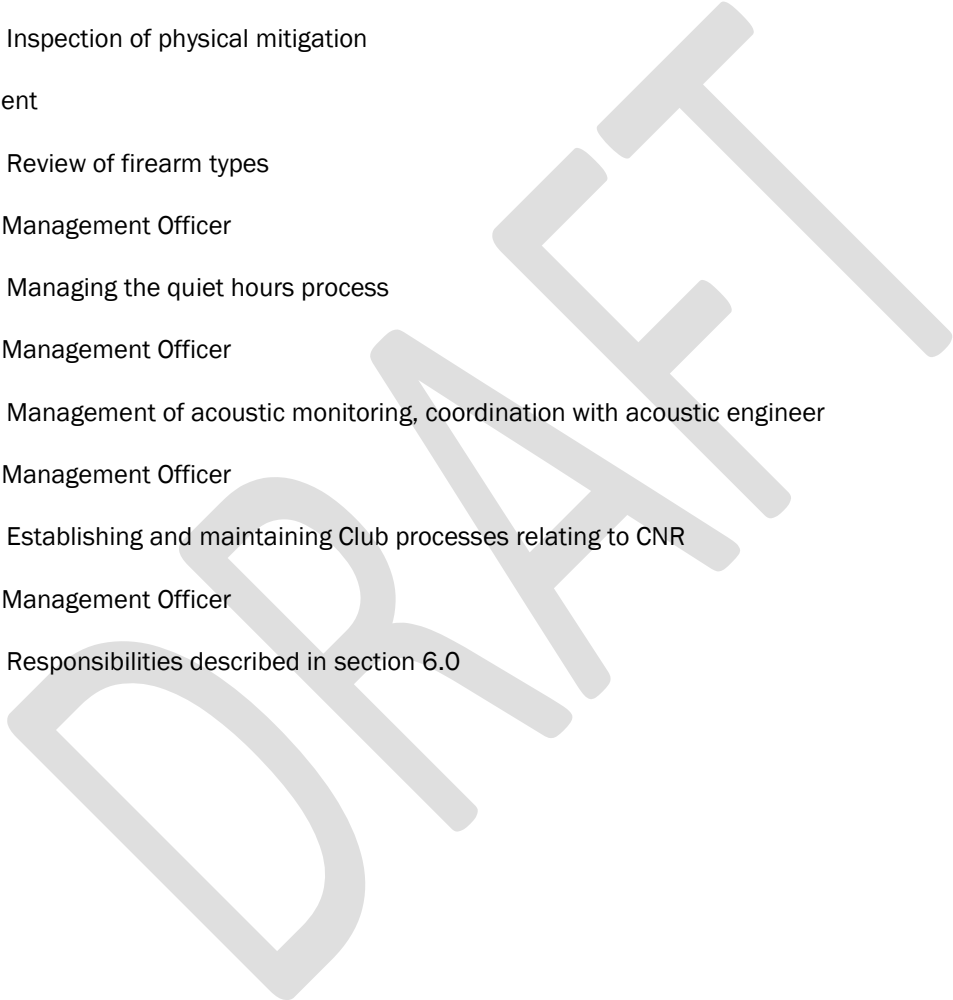 Inspection of physical mitigation
ent
Review of firearm types
Management Officer
Managing the quiet hours process
Management Officer
Management of acoustic monitoring, coordination with acoustic engineer
Management Officer
Establishing and maintaining Club processes relating to CNR
Management Officer
Responsibilities described in section 6.0
DRAFT